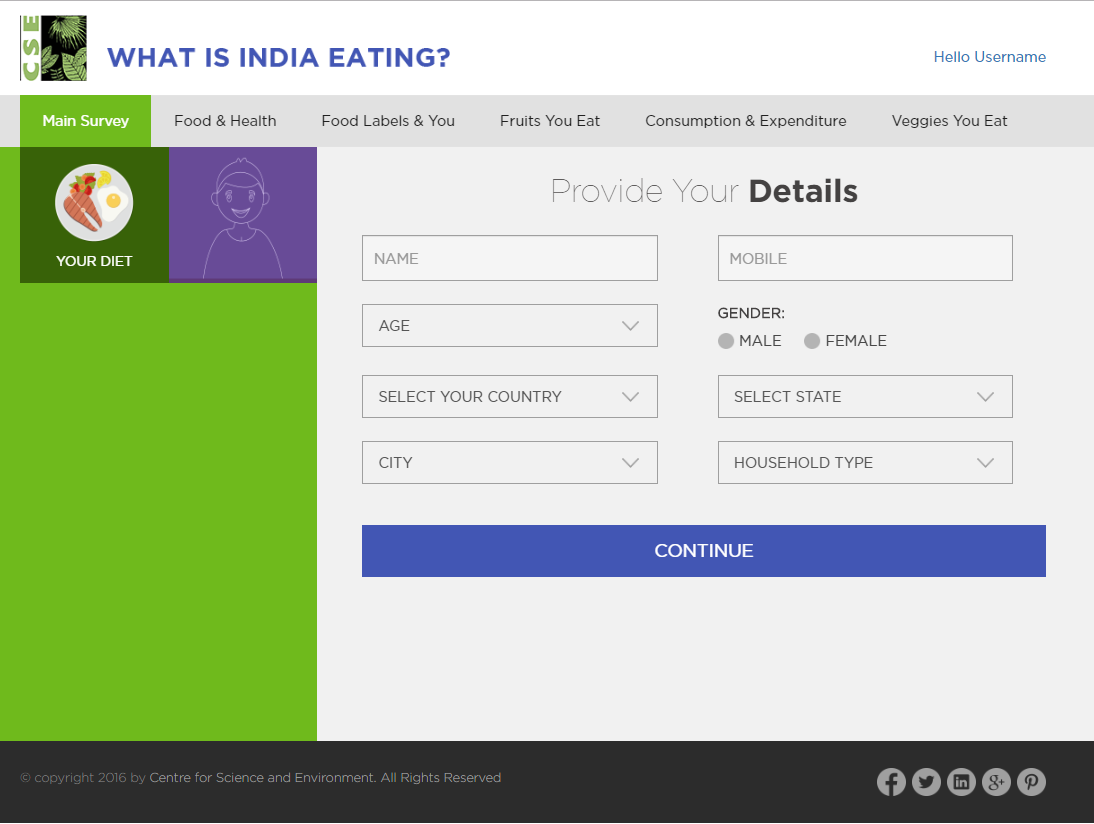 CSE
WHAT IS INDIA EATING?
Hello Username
Main Survey
Food & Health
Food Labels & You
Fruits You Eat
Consumption & Expenditure
Veggies You Eat
YOUR DIET
Provide Your Details
NAME
MOBILE
AGE
GENDER:
MALE
FEMALE
SELECT YOUR COUNTRY
SELECT STATE
CITY
HOUSEHOLD TYPE
CONTINUE
© copyright 2016 by Centre for Science and Environment. All Rights Reserved